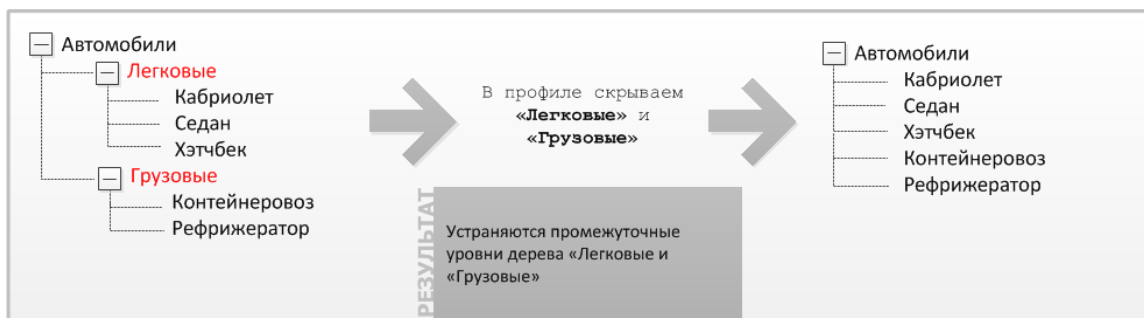 Автомобили
Легковые
Кабриолет
Седан
Хэтчбек
Грузовые
Контейнеровоз
Рефрижератор
В профиле скрываем
«Легковые» и
«Грузовые»
РЕЗУЛЬТАТ
Устраняются промежуточные
уровни дерева «Легковые и
«Грузовые»
Автомобили
Кабриолет
Седан
Хэтчбек
Контейнеровоз
Рефрижератор